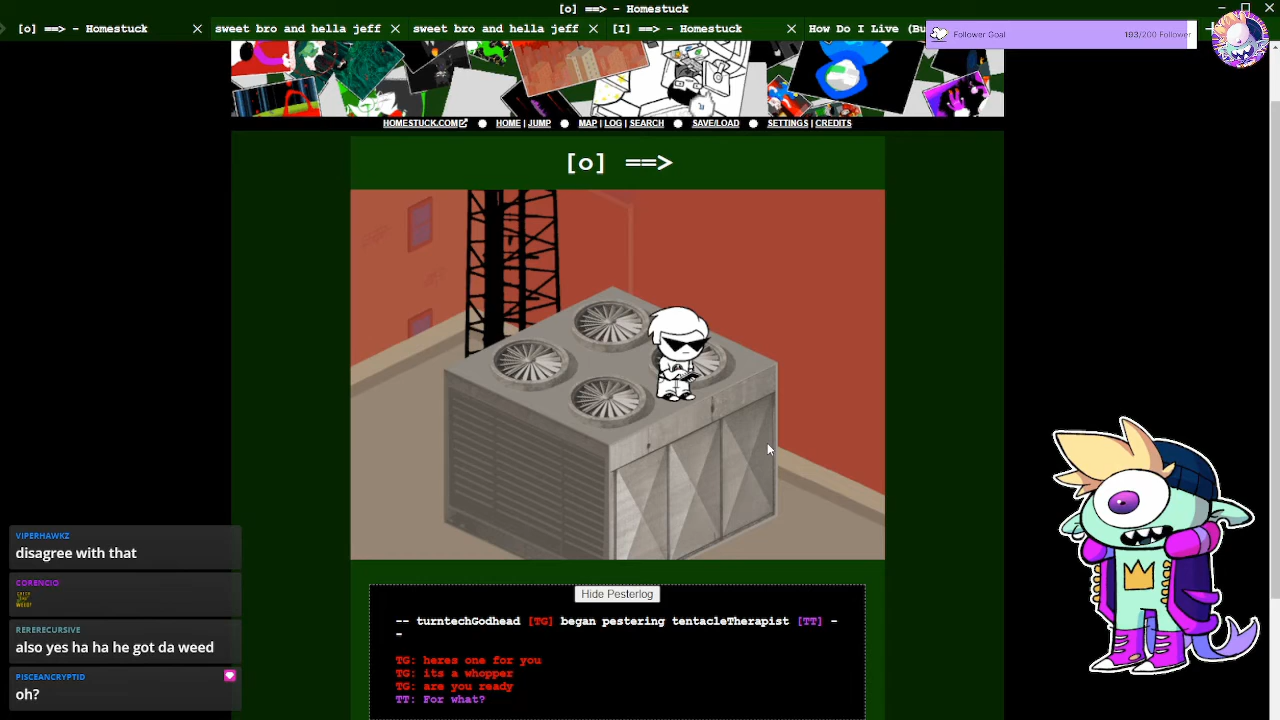 [o] ==> - Homestuck
[o] ==> - Homestuck
sweet bro and hella jeff
sweet bro and hella jeff
[I] ==> - Homestuck
How Do I Live (Bu
Follower Goal
193/200 Follower
HOMESTUCK.COM
HOME | JUMP
MAP | LOG | SEARCH
SAVE/LOAD
SETTINGS | CREDITS
[o] ==>
VIPERHAWKZ
disagree with that
CORENCIO
RERERECURSIVE
also yes ha ha he got da weed
PISCEANCRYPTID
oh?
Hide Pesterlog
-- turntechGodhead [TG] began pestering tentacleTherapist [TT] -
-
TG: heres one for you
TG: its a whopper
TG: are you ready
TT: For what?